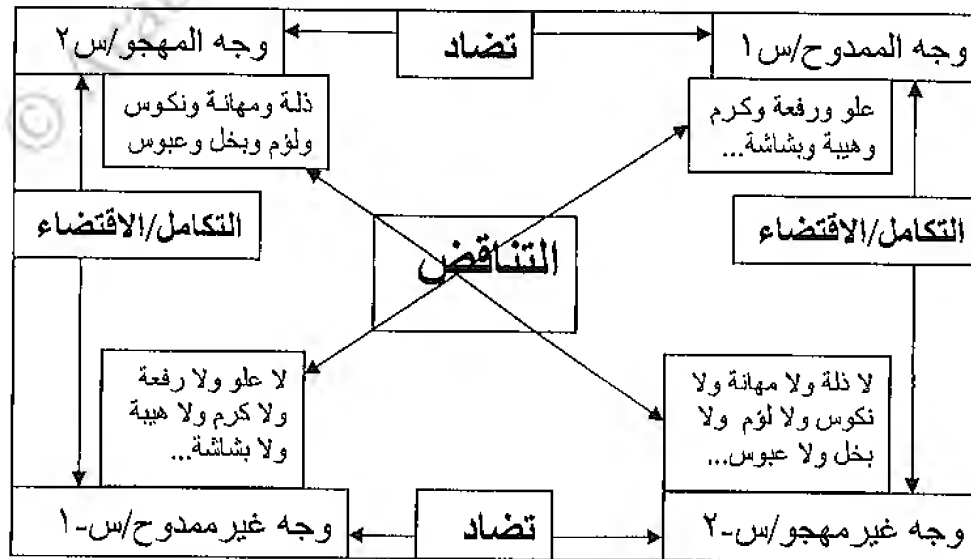 وجه الممدوح/س١
تضاد
وجه المهجو/س٢
علو ورفعة وكرم
وهيبة وبشاشة...
ذلة ومهانة ونكوس
ولؤم وبخل وعبوس
التكامل/الاقتضاء
التناقض
التكامل/الاقتضاء
لا ذلة ولا مهانة ولا
نكوس ولا لؤم ولا
بخل ولا عبوس...
لا علو ولا رفعة
ولا كرم ولا هيبة
ولا بشاشة...
وجه غير مهجو/س-٢
تضاد
وجه غير ممدوح/س-١